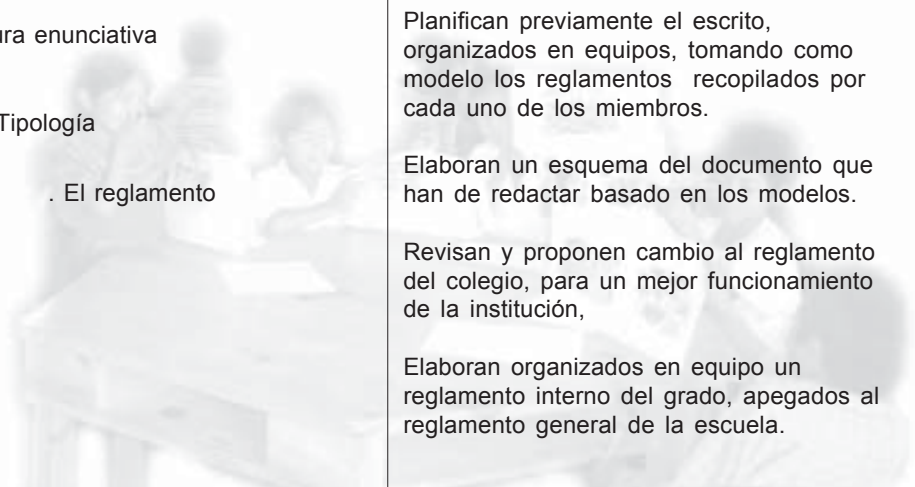 ura enunciativa
Tipología
. El reglamento
Planifican previamente el escrito,
organizados en equipos, tomando como
modelo los reglamentos recopilados por
cada uno de los miembros.
Elaboran un esquema del documento que
han de redactar basado en los modelos.
Revisan y proponen cambio al reglamento
del colegio, para un mejor funcionamiento
de la institución,
Elaboran organizados en equipo un
reglamento interno del grado, apegados al
reglamento general de la escuela.